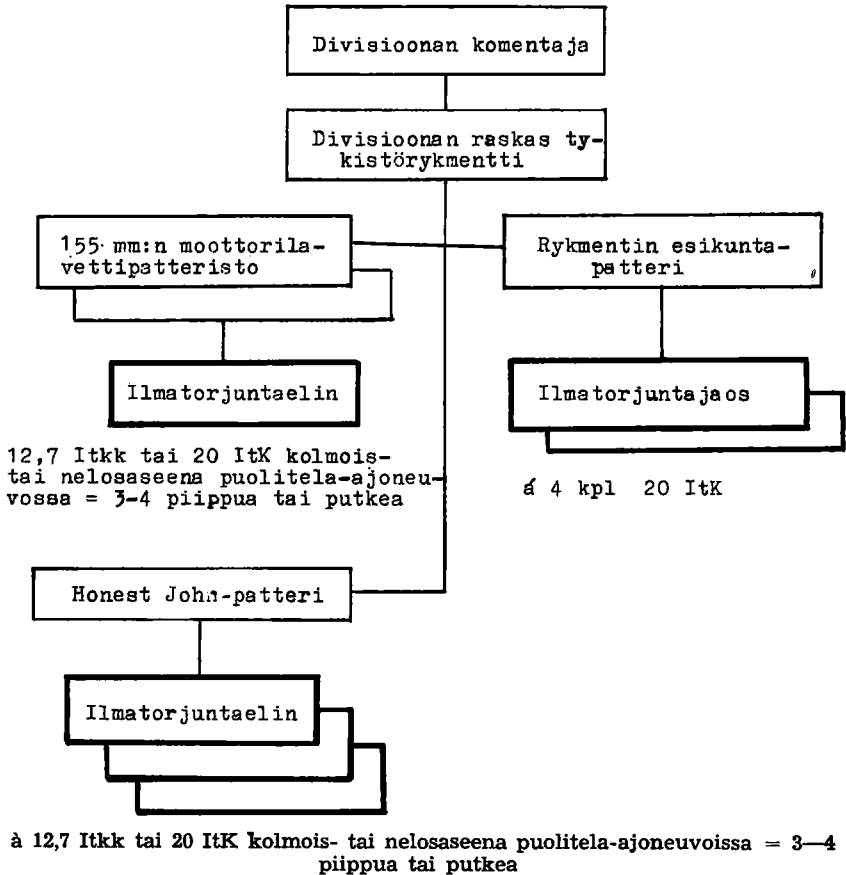 Divisioonan komentaja
Divisioonan raskas ty-
kistörykmentti
155 mm:n moottorila-
vettipatteristo
Rykmentin esikunta-
patteri
Ilmatorjuntaelin
Ilmatorjuntajaos
12,7 Itkk tai 20 ItK kolmois-
tai nelosaseena puolitela-ajoneu-
vossa = 3-4 piippua tai putkea
á 4 kpl 20 ItK
Honest John-patteri
Ilmatorjuntaelin
à 12,7 Itkk tai 20 ItK kolmois- tai nelosaseena puolitela-ajoneuvoissa = 3—4
piippua tai putkea